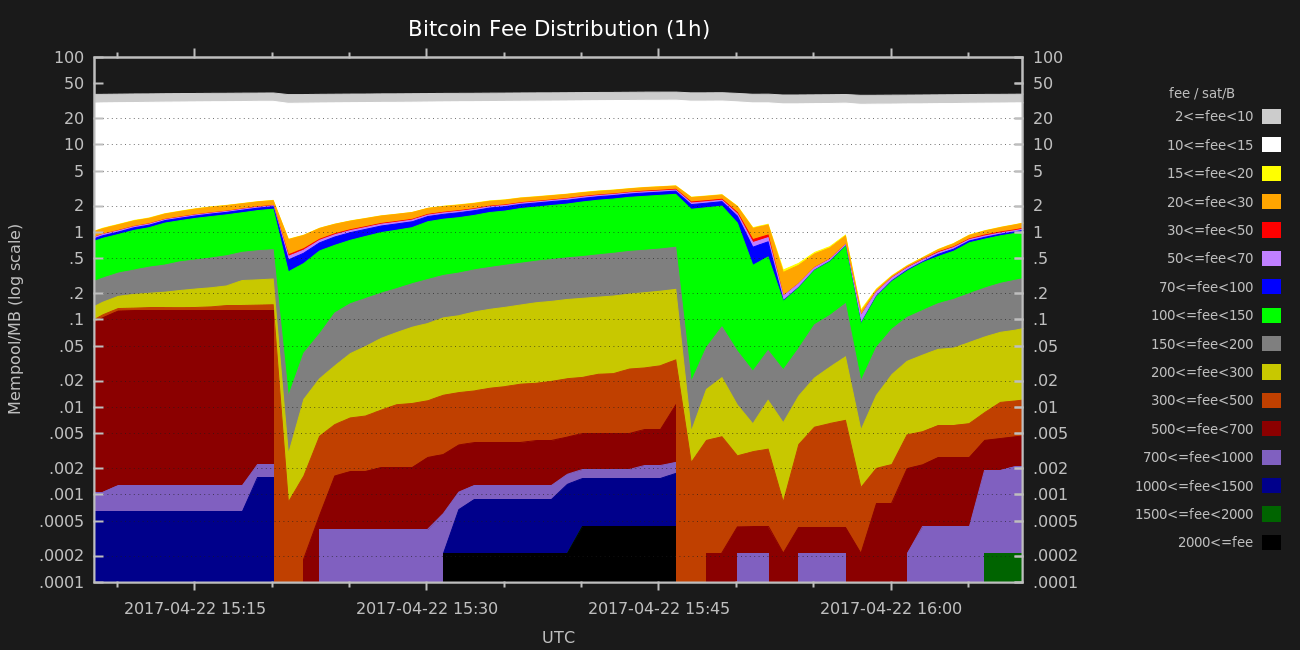 Bitcoin Fee Distribution (1h)
Mempool/MB (log scale)
100
50
20
10
5
2
1
.5
.2
.1
.05
.02
.01
.005
.002
.001
.0005
.0002
.0001
100
50
20
10
5
2
1
.5
.2
.1
.05
.02
.01
.005
.002
.001
.0005
.0002
.0001
2017-04-22 15:15
2017-04-22 15:30
2017-04-22 15:45
2017-04-22 16:00
UTC
fee / sat/B
2<=fee<10
10<=fee<15
15<=fee<20
20<=fee<30
30<=fee<50
50<=fee<70
70<=fee<100
100<=fee<150
150<=fee<200
200<=fee<300
300<=fee<500
500<=fee<700
700<=fee<1000
1000<=fee<1500
1500<=fee<2000
2000<=fee